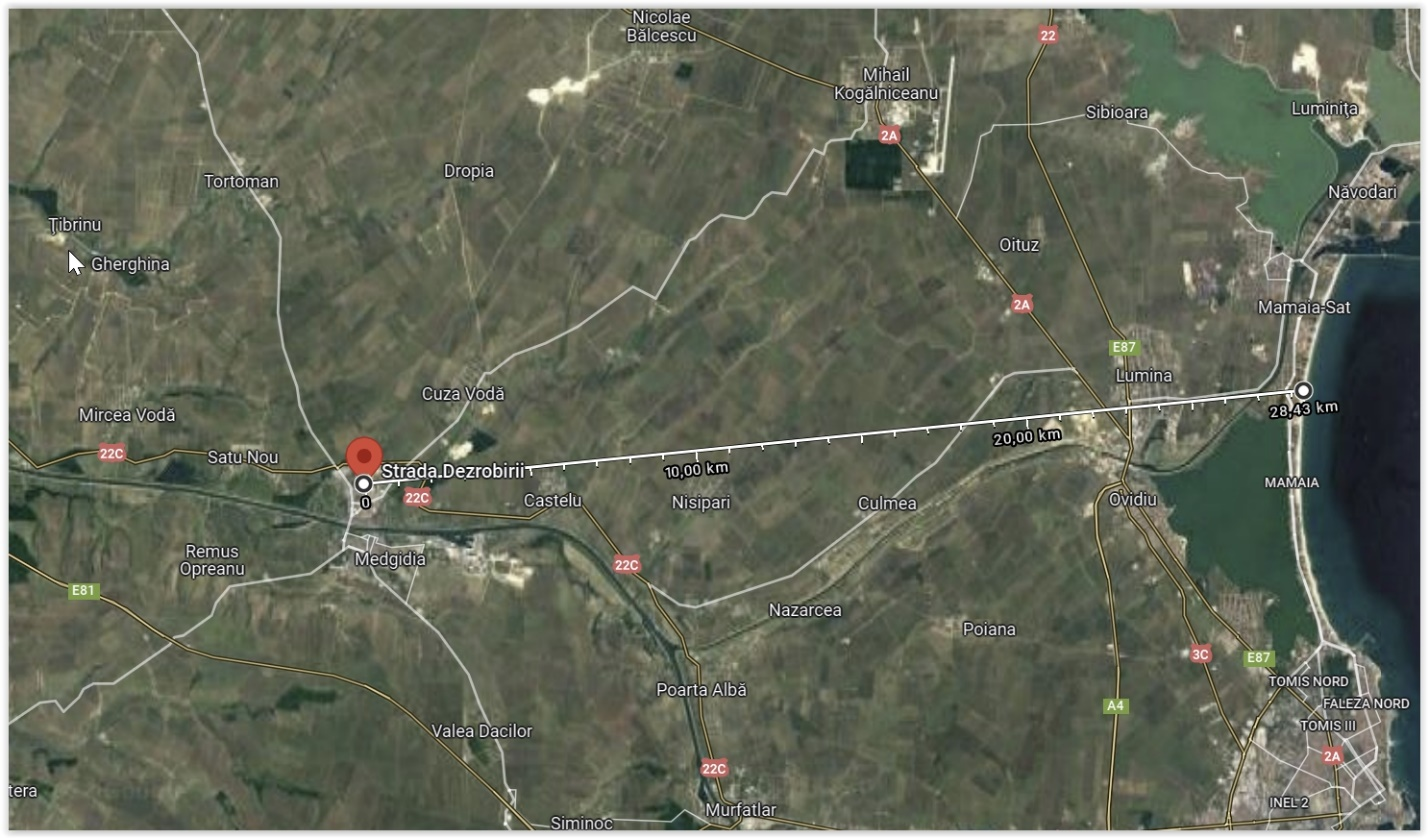 Nicolae
Bălcescu
22
Mihail
Kogălniceanu
Sibioara
Luminiţa
2A
Dropia
Tortoman
Năvodari
Ţibrinu
Gherghina
Oituz
2A
Mamaia-Sat
E87
Lumina
Cuza Vodă
28,43 km
Mircea Vodă
20,00 km
22C
Satu Nou
Strada Dezrobirii
10,00 km
0
22C
Castelu
Nisipari
Culmea
Ovidiu
MAMAIA
Remus
Opreanu
Medgidia
22C
E81
Nazarcea
Poiana
3C
E87
TOMIS NORD
Poarta Albă
FALEZA NORD
A4
TOMIS III
Valea Dacilor
2A
22C
tera
INEL 2
Murfatlar
Siminoc